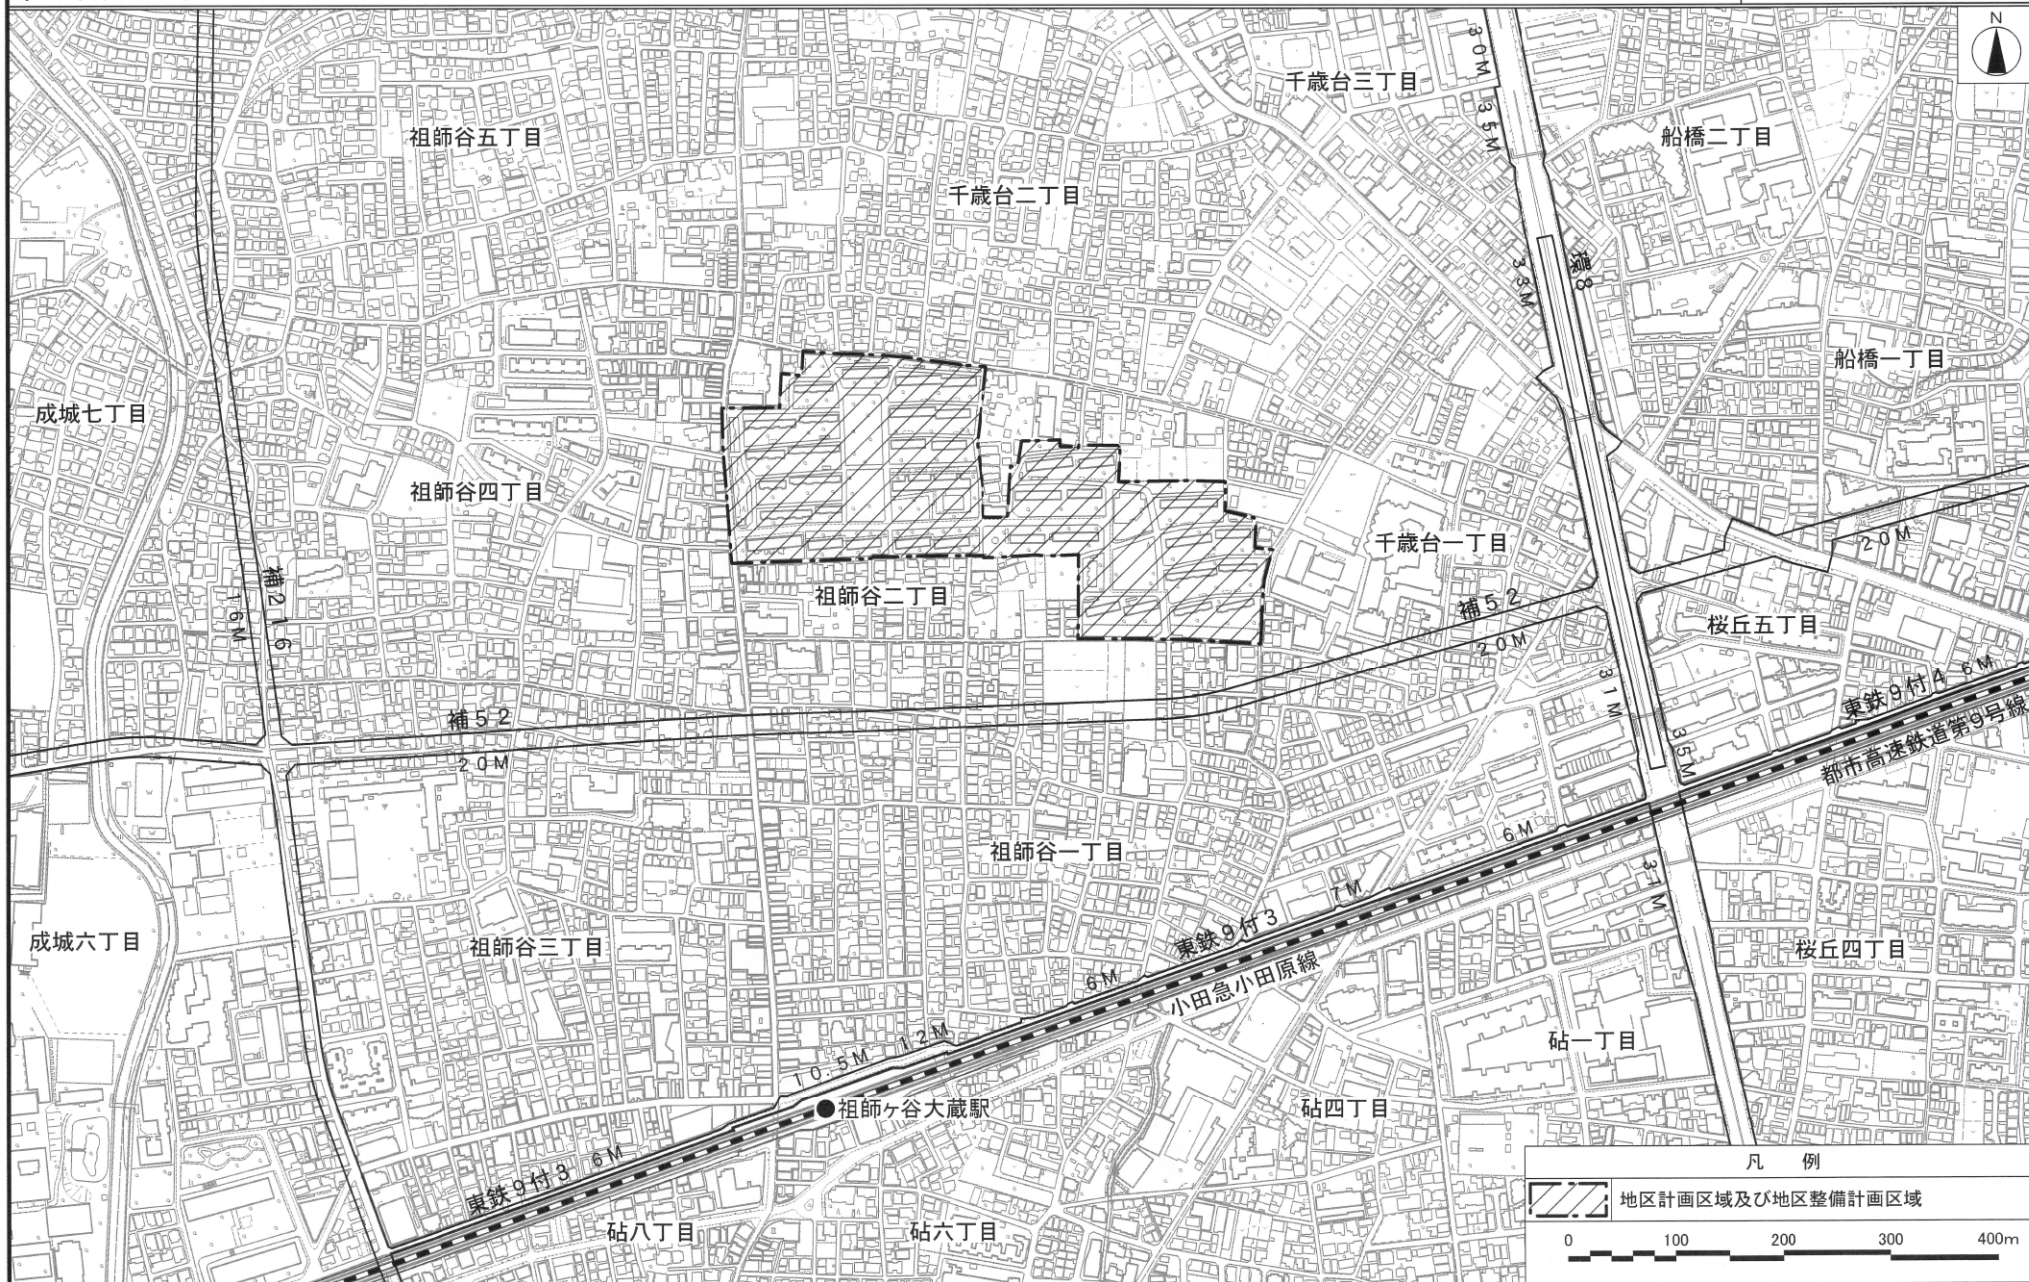 N
30M
千歳台三丁目
35M
船橋二丁目
祖師谷五丁目
千歳台二丁目
環8
33M
船橋一丁目
成城七丁目
祖師谷四丁目
千歳台一丁目
20M
補216
16M
祖師谷二丁目
補52
20M
桜丘五丁目
31M
東鉄9付4 6M
都市高速鉄道第9号線
35M
補52
20M
6M
祖師谷一丁目
7M
31M
東鉄9付3
成城六丁目
祖師谷三丁目
桜丘四丁目
6M
小田急小田原線
12M
10.5M
砧一丁目
祖師ヶ谷大蔵駅
砧四丁目
東鉄9付3 6M
砧八丁目
砧六丁目
凡 例
地区計画区域及び地区整備計画区域
0 100 200 300 400m